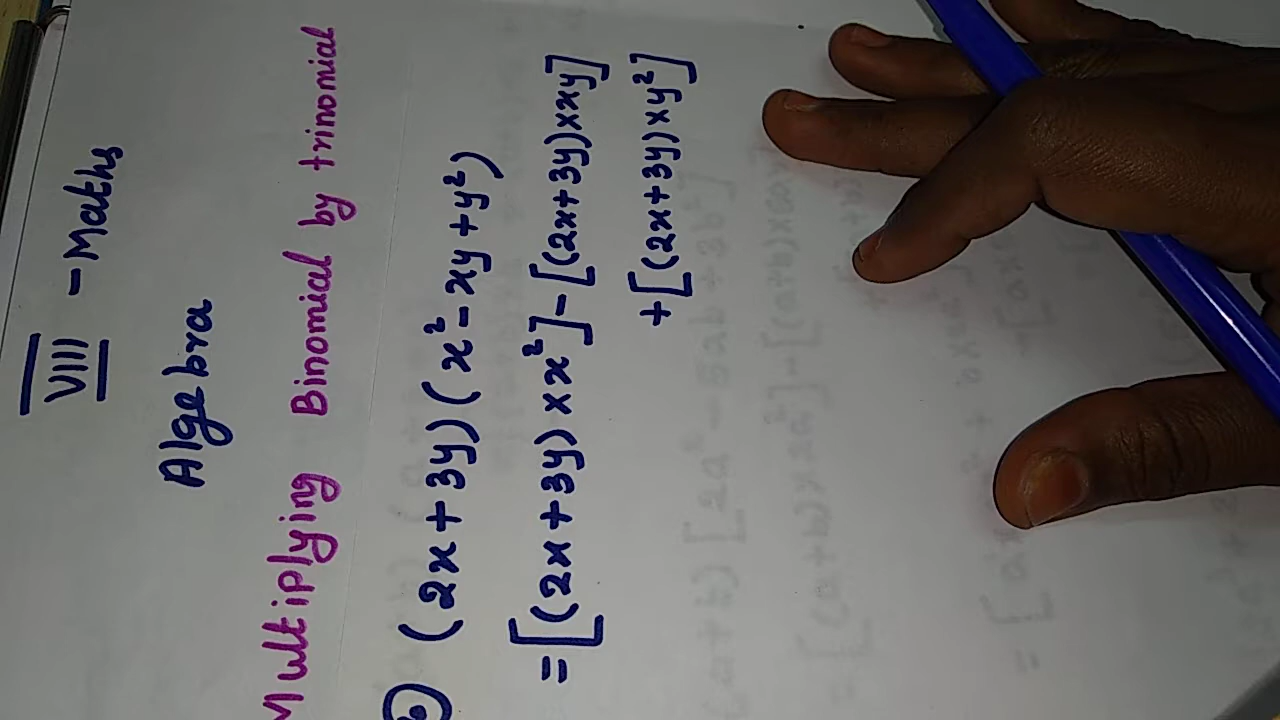 VIII - Maths
Algebra
Multiplying Binomial by trinomial
(2x+3y)(x²-xy+y²)
=[(2x+3y)×x²]-[(2x+3y)×xy]
+[(2x+3y)×y²]